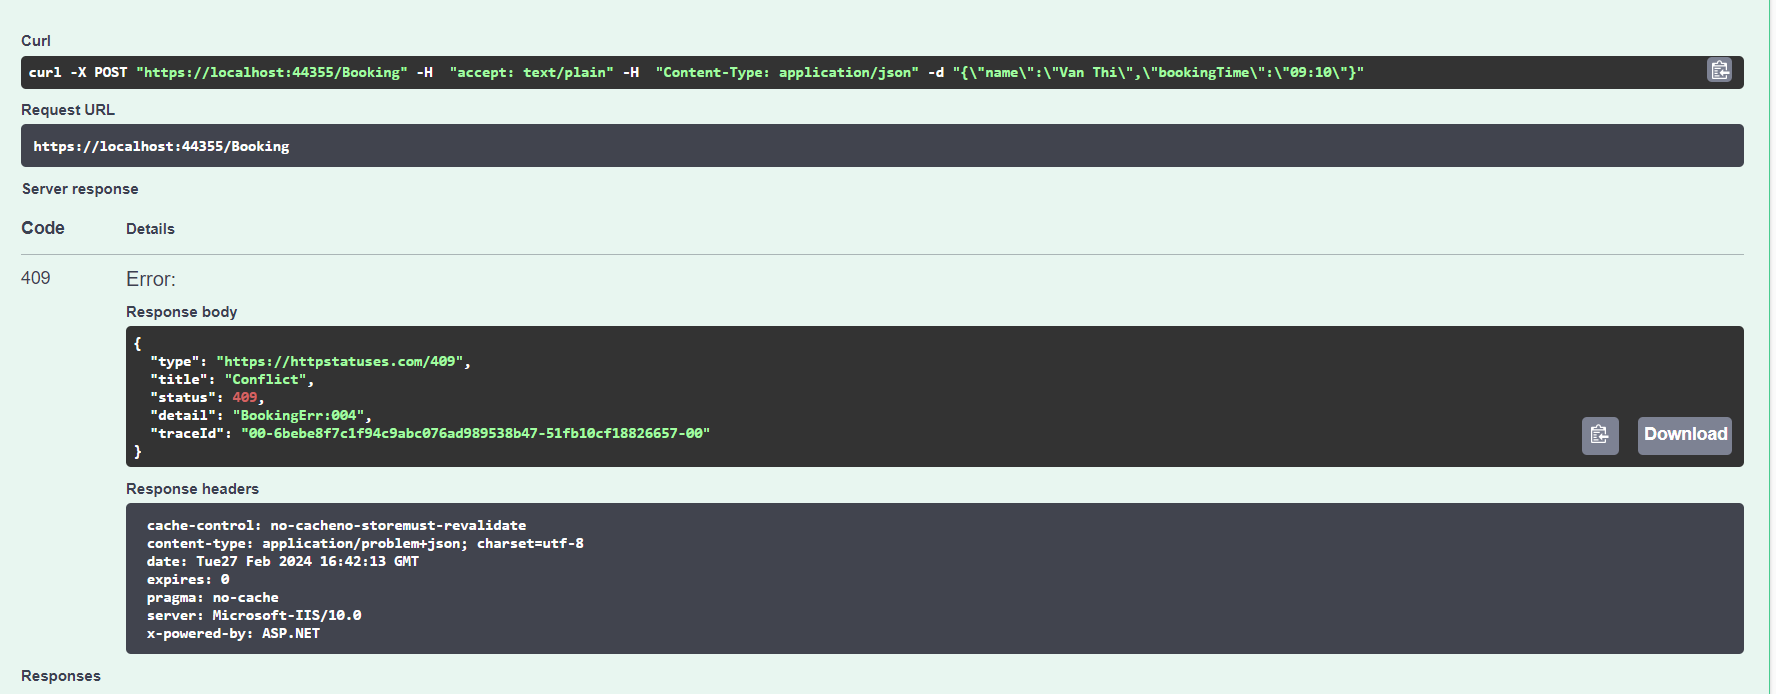 Curl
curl -X POST "https://localhost:44355/Booking" -H  "accept: text/plain" -H  "Content-Type: application/json" -d "{\"name\":\"Van Thi\",\"bookingTime\":\"09:10\"}"
Request URL
https://localhost:44355/Booking
Server response
Code Details
409 Error:
Response body
{
  "type": "https://httpstatuses.com/409",
  "title": "Conflict",
  "status": 409,
  "detail": "BookingErr:004",
  "traceId": "00-6bebe8f7c1f94c9abc076ad989538b47-51fb10cf18826657-00"
}
Download
Response headers
cache-control: no-cacheno-storemust-revalidate
content-type: application/problem+json; charset=utf-8
date: Tue27 Feb 2024 16:42:13 GMT
expires: 0
pragma: no-cache
server: Microsoft-IIS/10.0
x-powered-by: ASP.NET
Responses